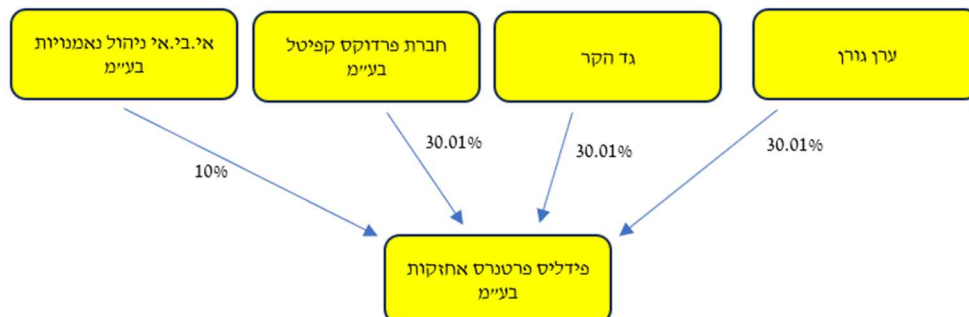 ערן גורן
גד הקר
חברת פרדוקס קפיטל
בע״מ
אי.בי.אי ניהול נאמנויות
בע״מ
30.01%
30.01%
30.01%
10%
פידליס פרטנרס אחזקות
בע״מ